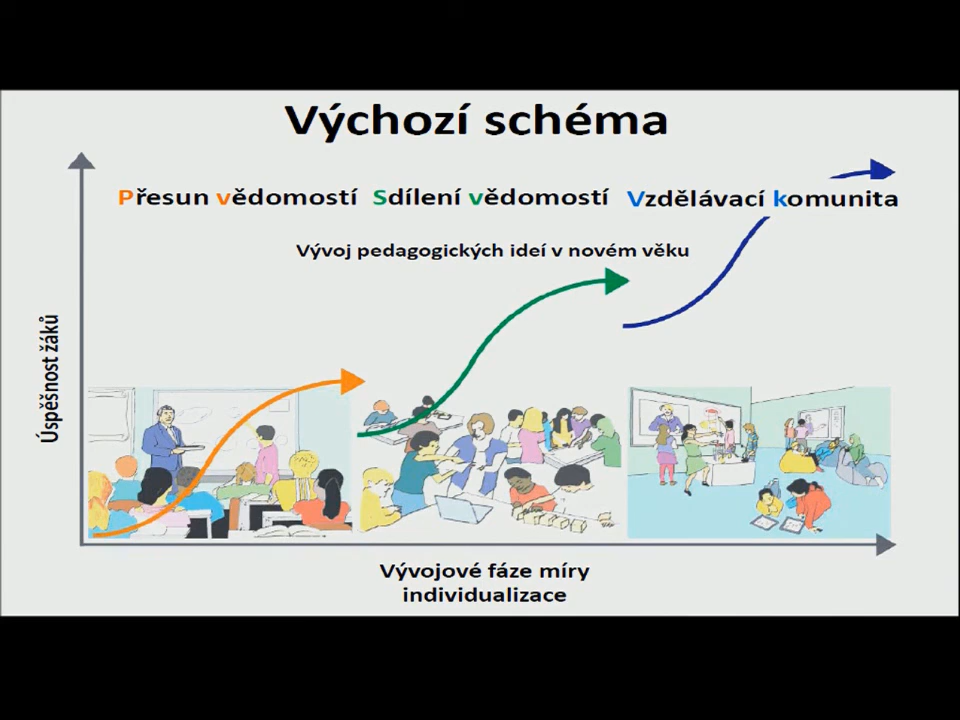 Výchozí schéma
Přesun vědomostí Sdílení vědomostí Vzdělávací komunita
Vývoj pedagogických ideí v novém věku
Úspěšnost žáků
Vývojové fáze míry
individualizace